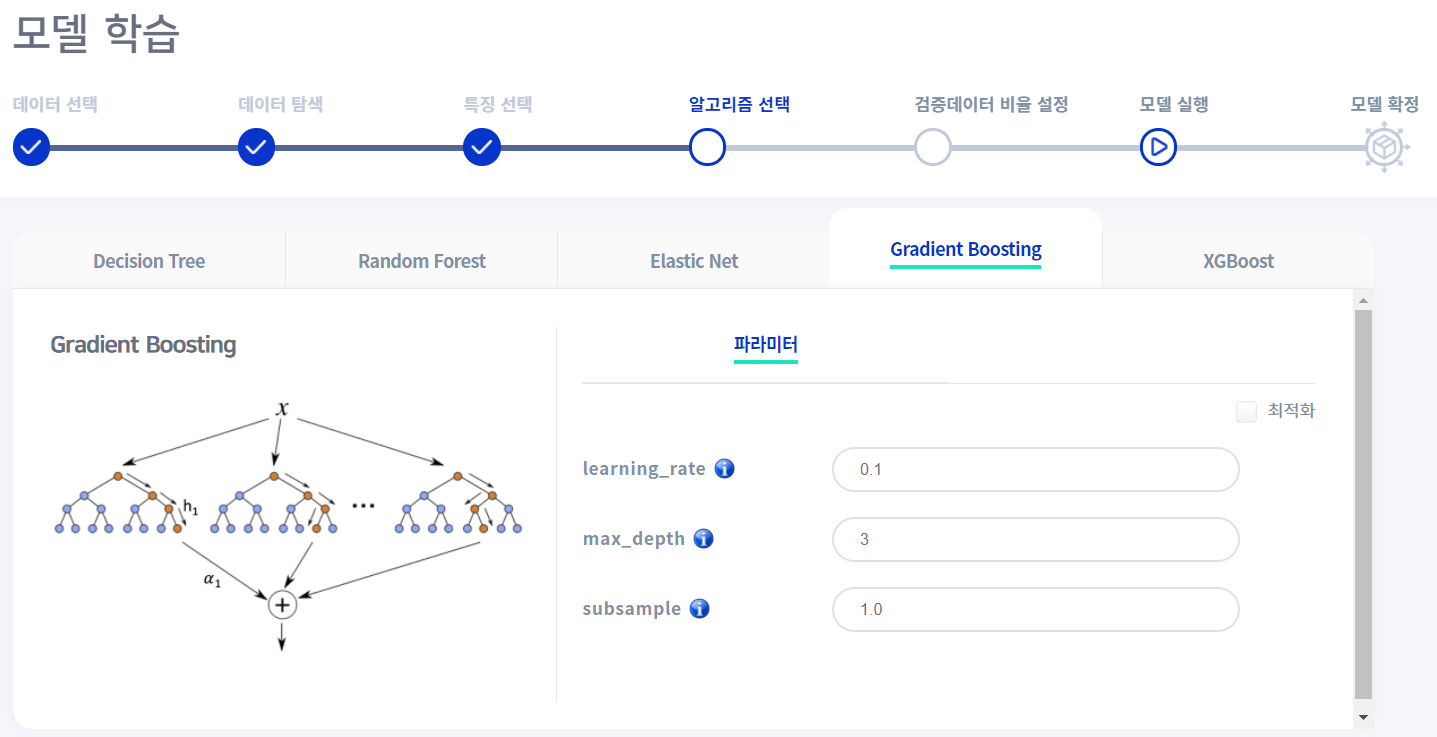 모델 학습
데이터 선택
데이터 탐색
특징 선택
알고리즘 선택
검증데이터 비율 설정
모델 실행
모델 확정
Decision Tree
Random Forest
Elastic Net
Gradient Boosting
XGBoost
Gradient Boosting
x
h₁
...
α₁
+
파라미터
최적화
learning_rate
0.1
max_depth
3
subsample
1.0